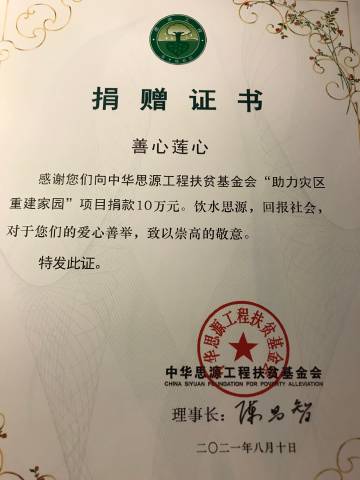 捐赠证书
善心莲心
感谢您们向中华思源工程扶贫基金会“助力灾区
重建家园”项目捐款10万元。饮水思源，回报社会，
对于您们的爱心善举，致以崇高的敬意。
特发此证。
中华思源工程扶贫基金会
中华思源工程扶贫基金会
CHINA SIYUAN FOUNDATION FOR POVERTY ALLEVIATION
理事长：陈昌智
二〇二一年八月十日